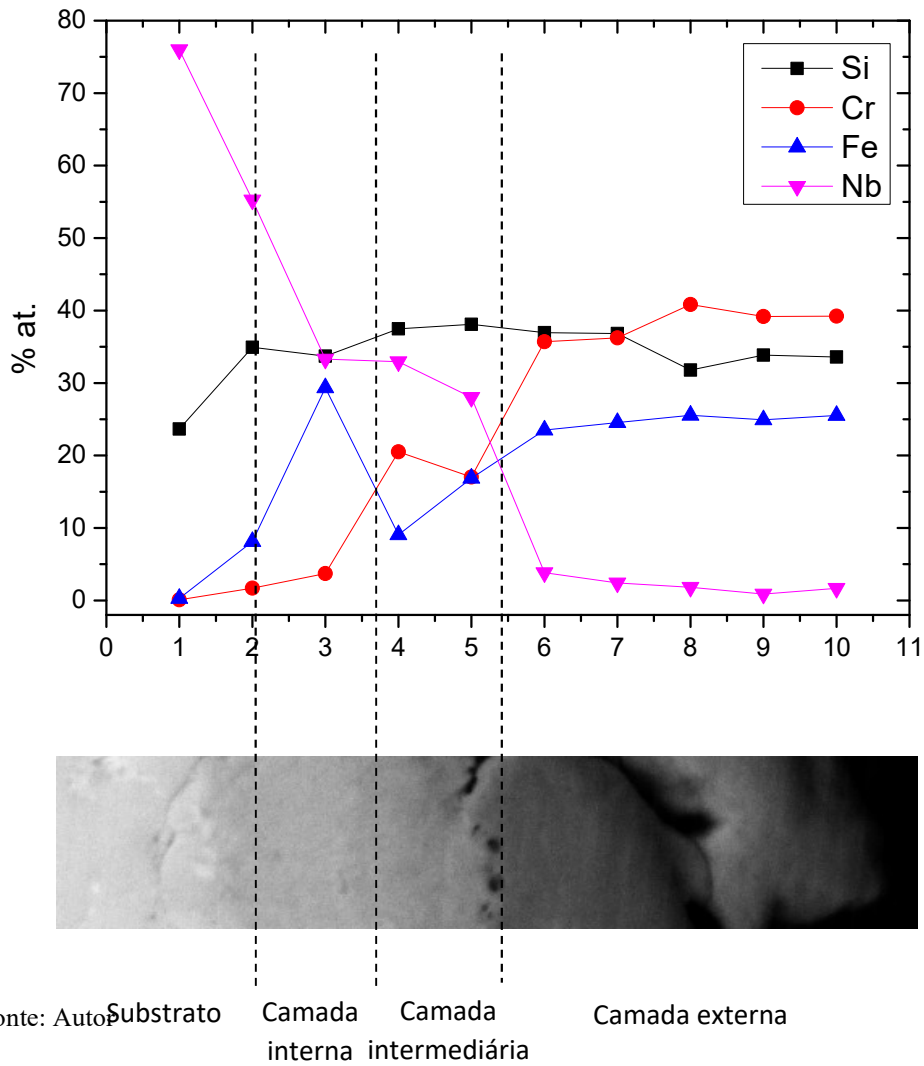 80
70
60
50
40
30
20
10
0
% at.
Si
Cr
Fe
Nb
0 1 2 3 4 5 6 7 8 9 10 11
onte: Autor
Substrato
Camada
interna
Camada
intermediária
Camada externa